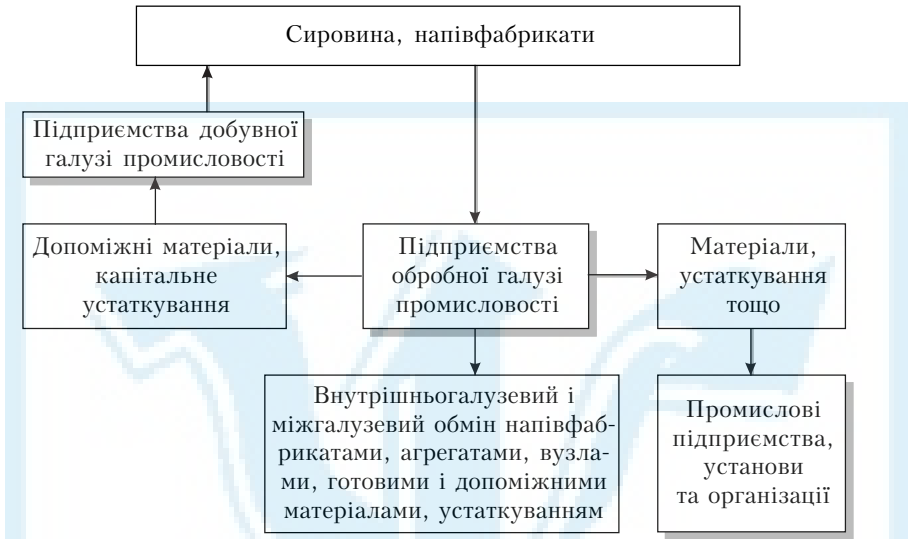 Сировина, напівфабрикати
Підприємства добувної
галузі промисловості
Допоміжні матеріали,
капітальне
устаткування
Підприємства
обробної галузі
промисловості
Матеріали,
устаткування
тощо
Внутрішньогалузевий і
міжгалузевий обмін напівфаб-
рикатами, агрегатами, вузла-
ми, готовими і допоміжними
матеріалами, устаткуванням
Промислові
підприємства,
установи
та організації